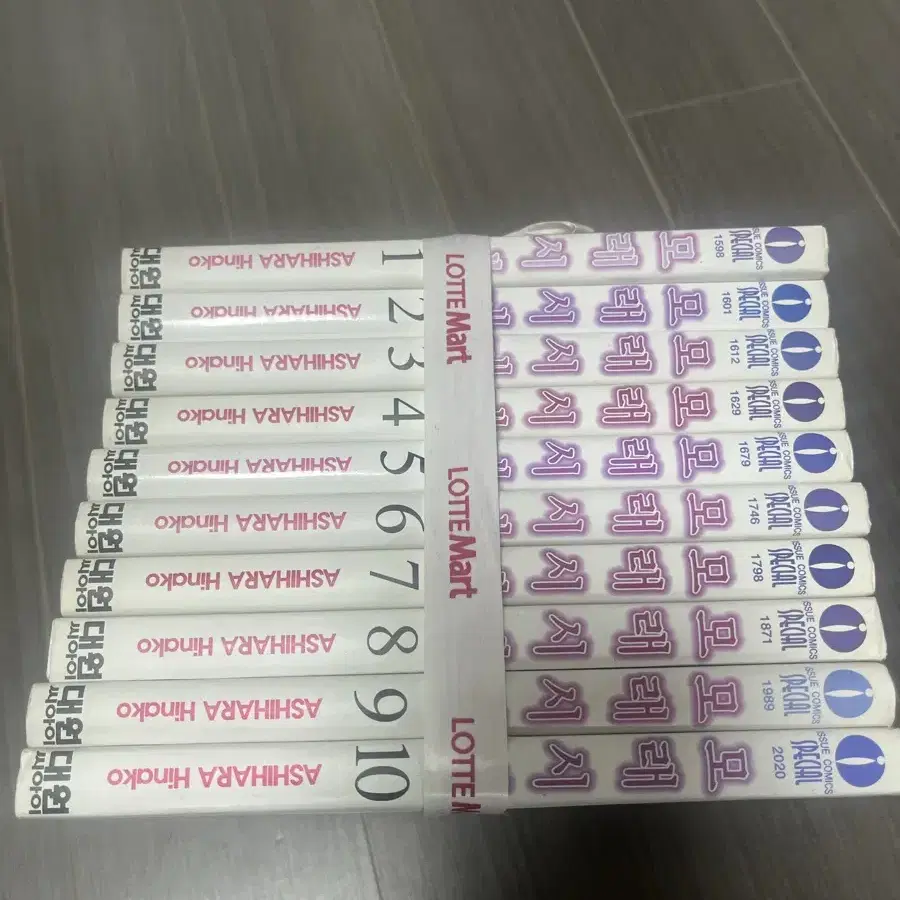 ISSUE COMICS
SPECIAL
1598
모래시
1
ASHIHARA Hinako
대원
씨아이
ISSUE COMICS
SPECIAL
1601
모래시
2
ASHIHARA Hinako
대원
씨아이
ISSUE COMICS
SPECIAL
1612
모래시
3
ASHIHARA Hinako
대원
씨아이
ISSUE COMICS
SPECIAL
1629
모래시
4
ASHIHARA Hinako
대원
씨아이
ISSUE COMICS
SPECIAL
1679
모래시
5
ASHIHARA Hinako
대원
씨아이
ISSUE COMICS
SPECIAL
1746
모래시
6
ASHIHARA Hinako
대원
씨아이
ISSUE COMICS
SPECIAL
1798
모래시
7
ASHIHARA Hinako
대원
씨아이
ISSUE COMICS
SPECIAL
1871
모래시
8
ASHIHARA Hinako
대원
씨아이
ISSUE COMICS
SPECIAL
1989
모래시
9
ASHIHARA Hinako
대원
씨아이
ISSUE COMICS
SPECIAL
2020
모래시
10
ASHIHARA Hinako
대원
씨아이
LOTTE Mart
LOTTE Mart
LOTTE M